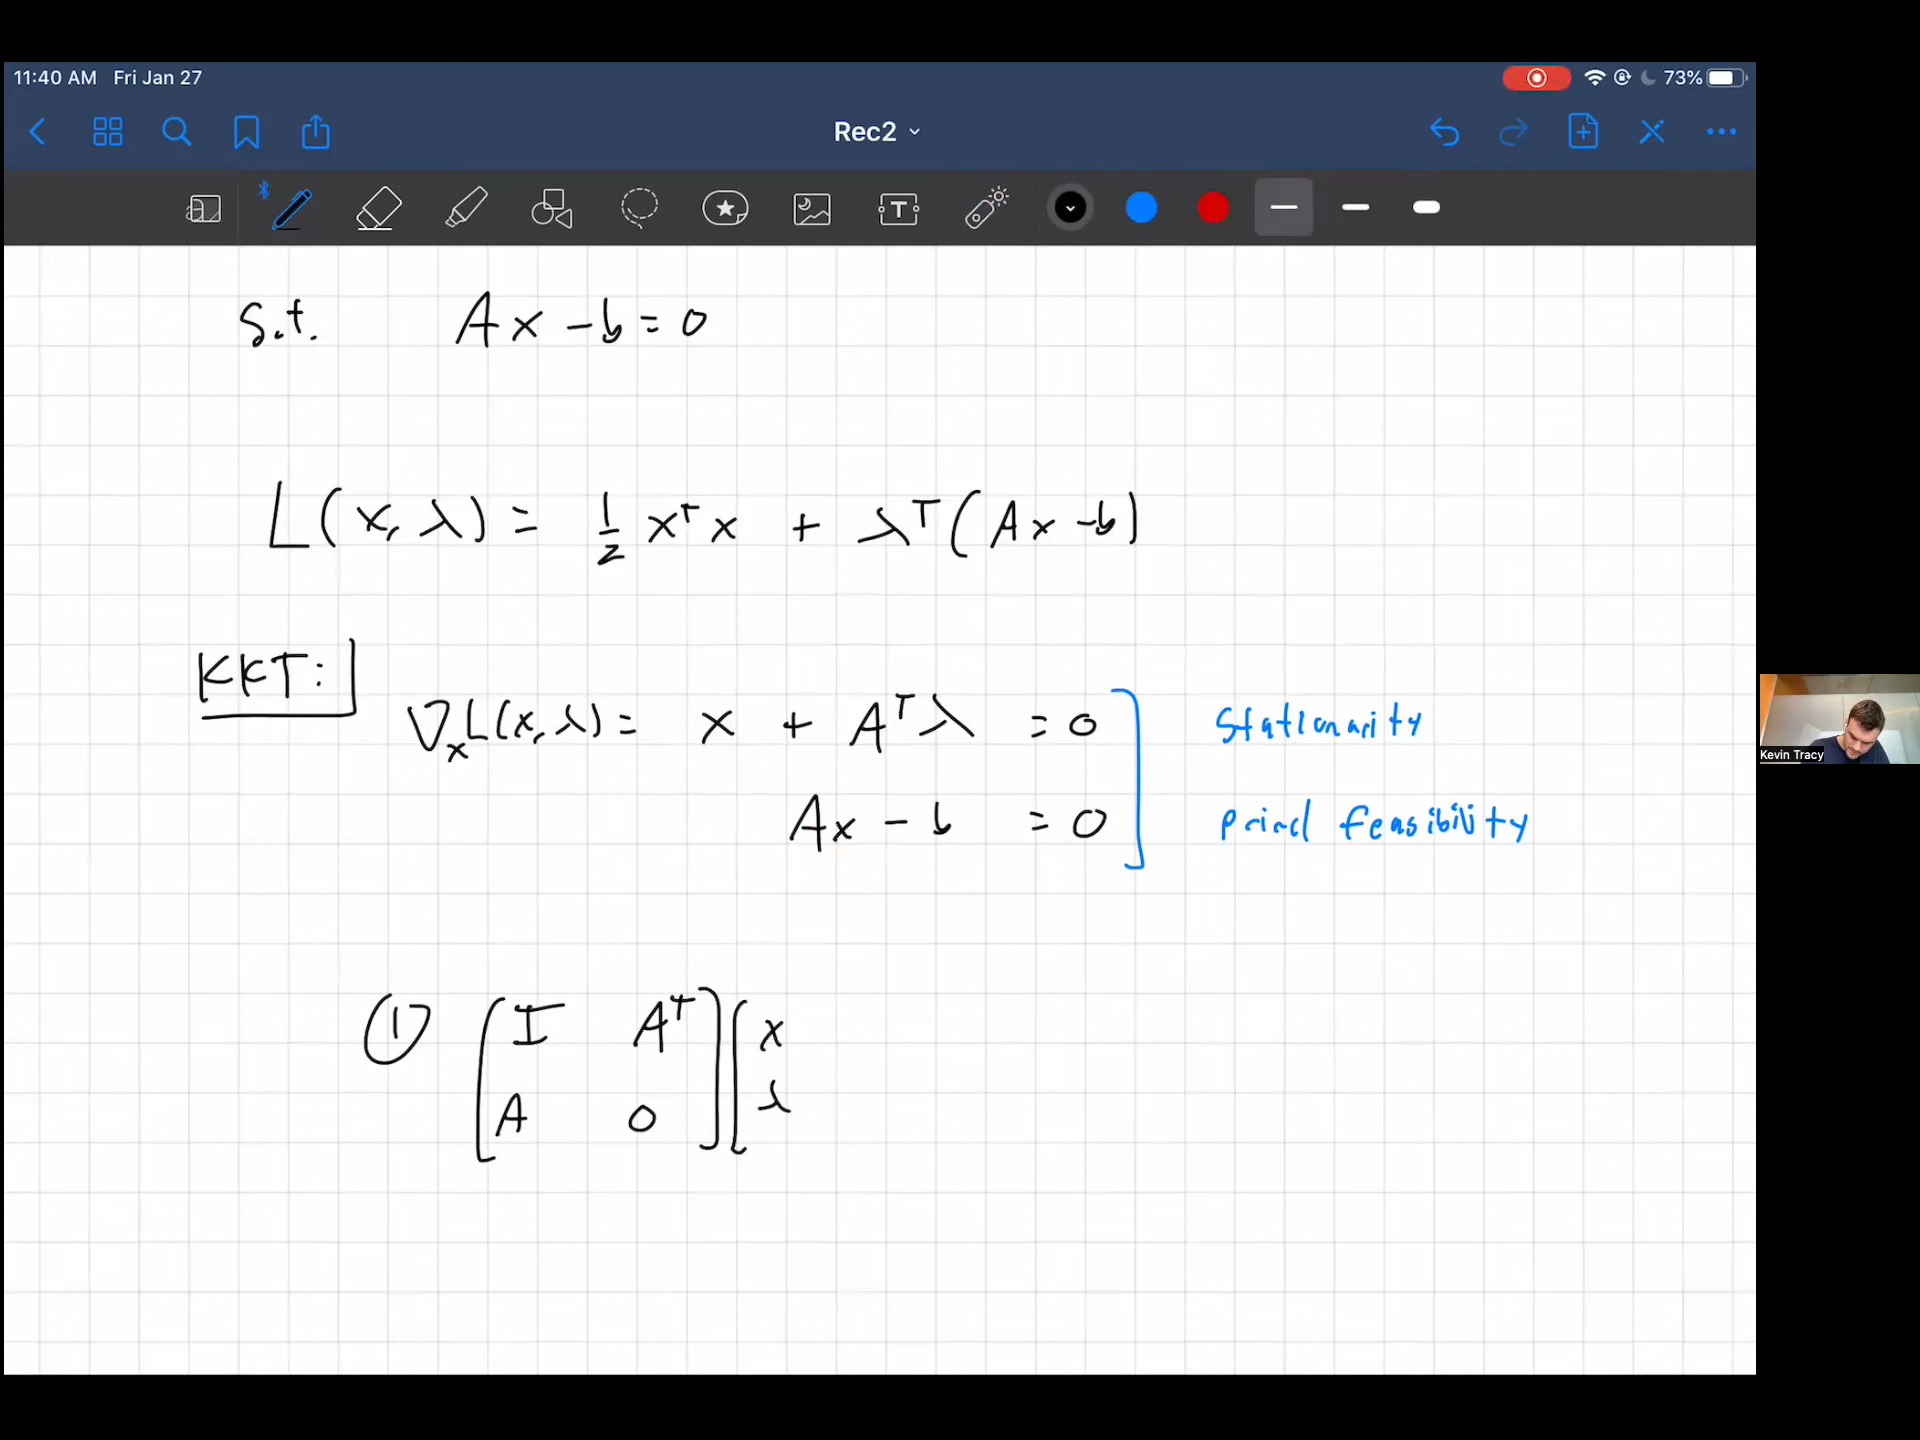 11:40 AM Fri Jan 27 73%
Rec2
S.t. Ax - b = 0
L(x, λ) = 1/2 xᵀx + λᵀ(Ax - b)
KKT:
∇ₓL(x, λ) = x + Aᵀλ = 0 Stationarity
Ax - b = 0 primal feasibility
Kevin Tracy
① [I Aᵀ] [x
[A 0] [λ